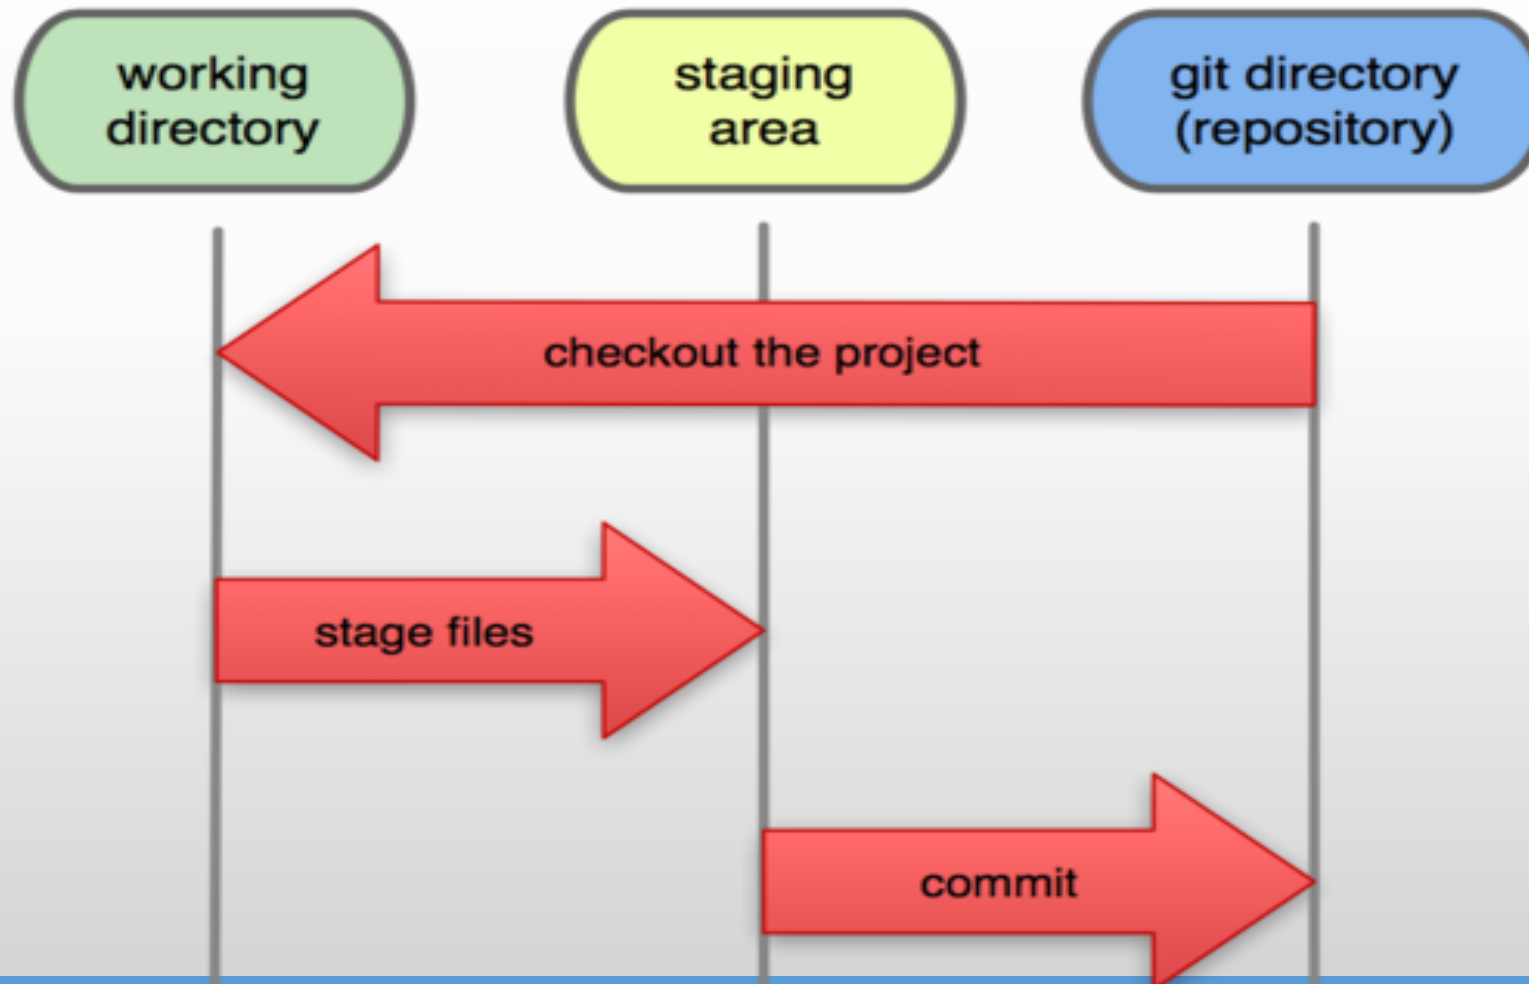 working
directory
staging
area
git directory
(repository)
checkout the project
stage files
commit